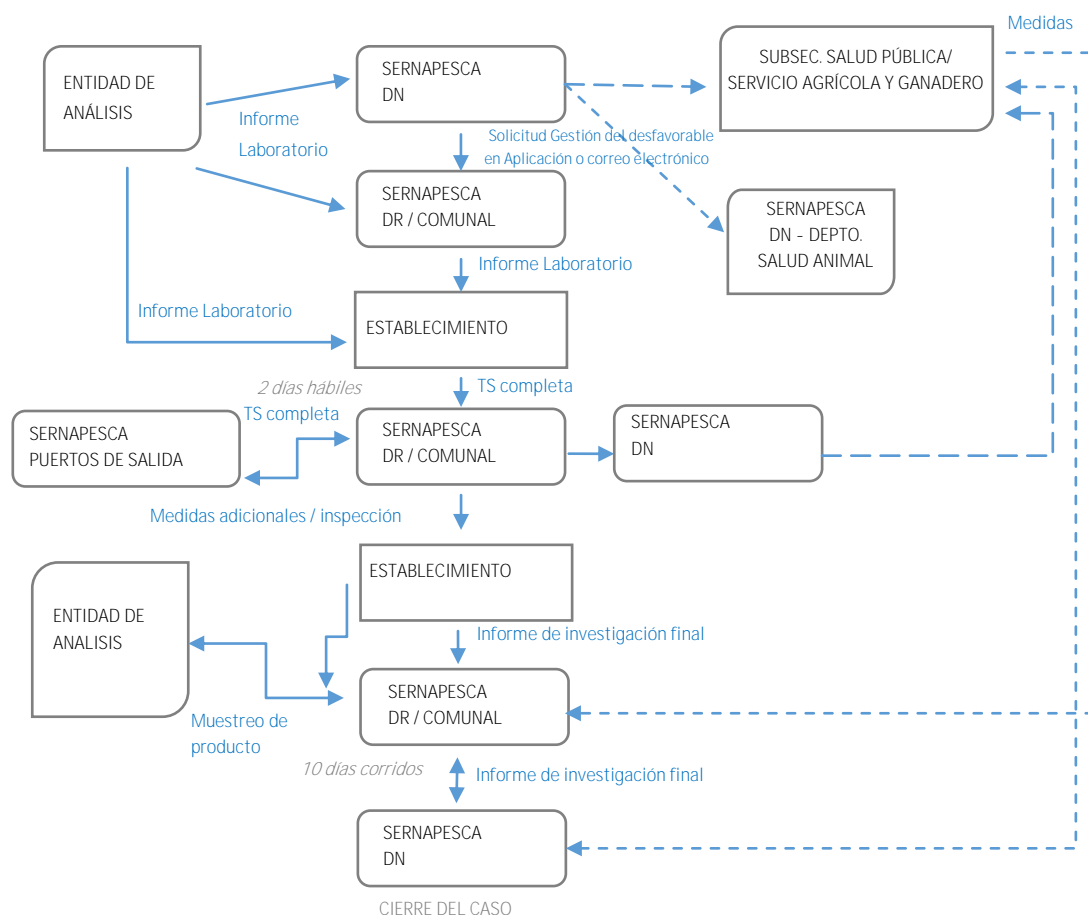 Medidas
ENTIDAD DE
ANÁLISIS
SERNAPESCA
DN
SUBSEC. SALUD PÚBLICA/
SERVICIO AGRÍCOLA Y GANADERO
Informe
Laboratorio
Solicitud Gestión del desfavorable
en Aplicación o correo electrónico
SERNAPESCA
DR / COMUNAL
SERNAPESCA
DN - DEPTO.
SALUD ANIMAL
Informe Laboratorio
Informe Laboratorio
ESTABLECIMIENTO
2 días hábiles
TS completa
TS completa
SERNAPESCA
PUERTOS DE SALIDA
SERNAPESCA
DR / COMUNAL
SERNAPESCA
DN
Medidas adicionales / inspección
ESTABLECIMIENTO
ENTIDAD DE
ANALISIS
Informe de investigación final
SERNAPESCA
DR / COMUNAL
Muestreo de
producto
10 días corridos
Informe de investigación final
SERNAPESCA
DN
CIERRE DEL CASO